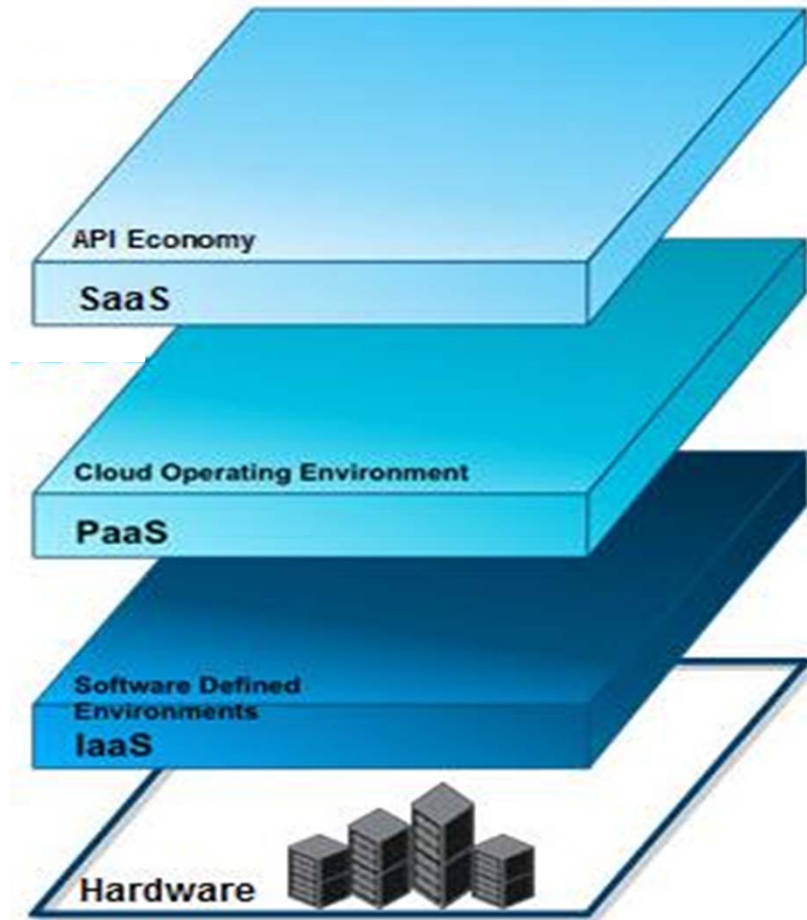 API Economy
SaaS
Cloud Operating Environment
PaaS
Software Defined
Environments
IaaS
Hardware